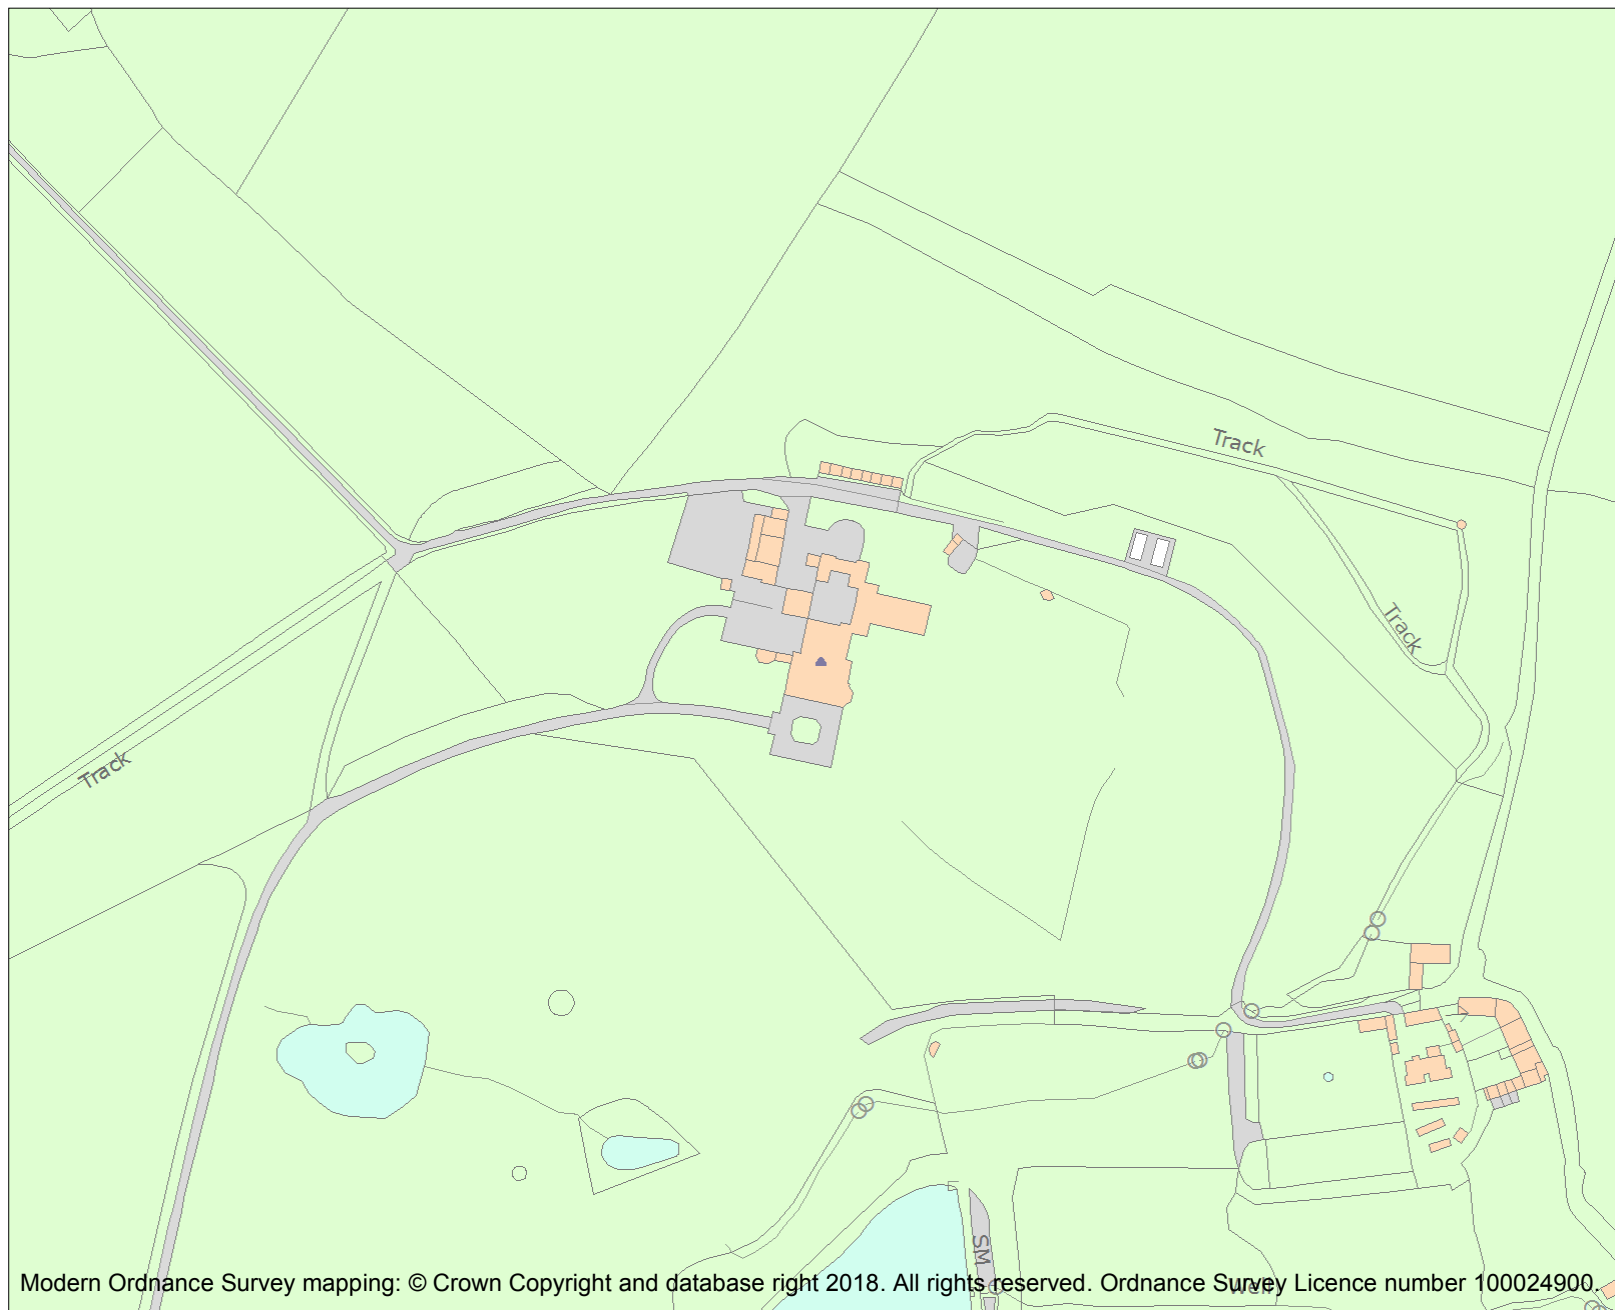 Track
Track
Track
SM
Weir
Modern Ordnance Survey mapping: © Crown Copyright and database right 2018. All rights reserved. Ordnance Survey Licence number 100024900.